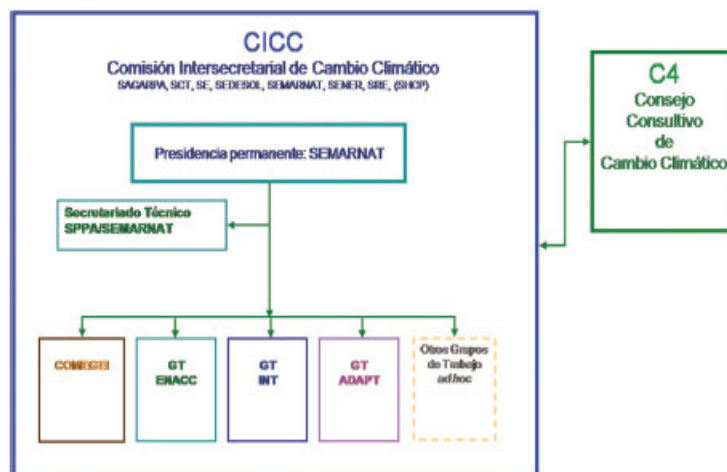 CICC
Comisión Intersecretarial de Cambio Climático
SAGARPA, SCT, SE, SEDESOL, SEMARNAT, SENER, SRE, (SHCP)
Presidencia permanente: SEMARNAT
Secretariado Técnico
SPPA/SEMARNAT
COMEGEI
GT
ENACC
GT
INT
GT
ADAPT
Otros Grupos
de Trabajo
ad hoc
C4
Consejo
Consultivo
de
Cambio Climático